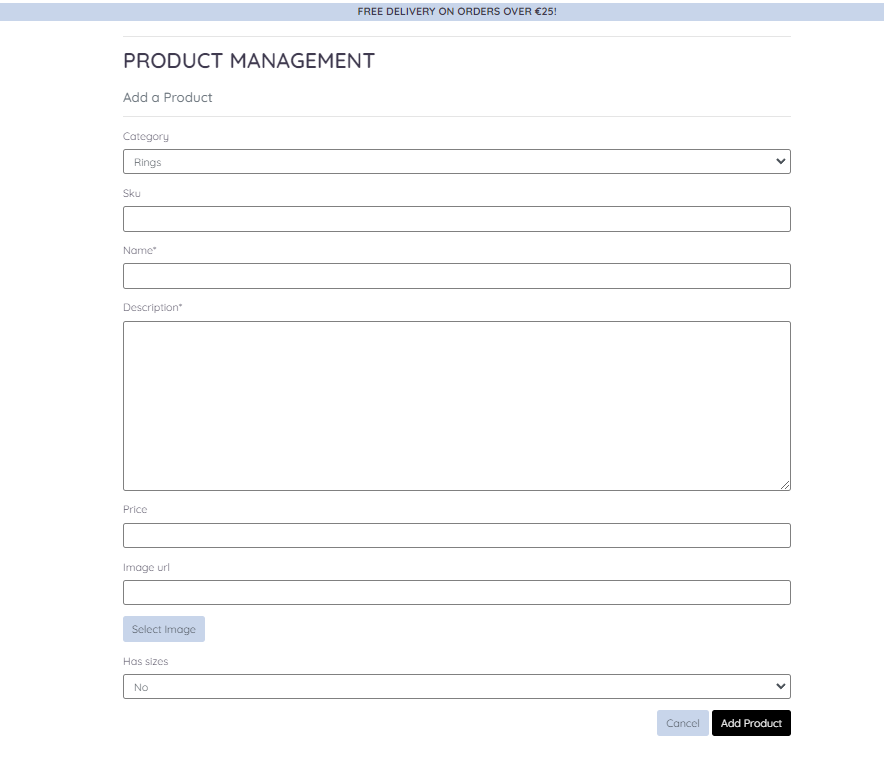 FREE DELIVERY ON ORDERS OVER €25!
PRODUCT MANAGEMENT
Add a Product
Category
Rings
Sku
Name*
Description*
Price
Image url
Select Image
Has sizes
No
Cancel Add Product